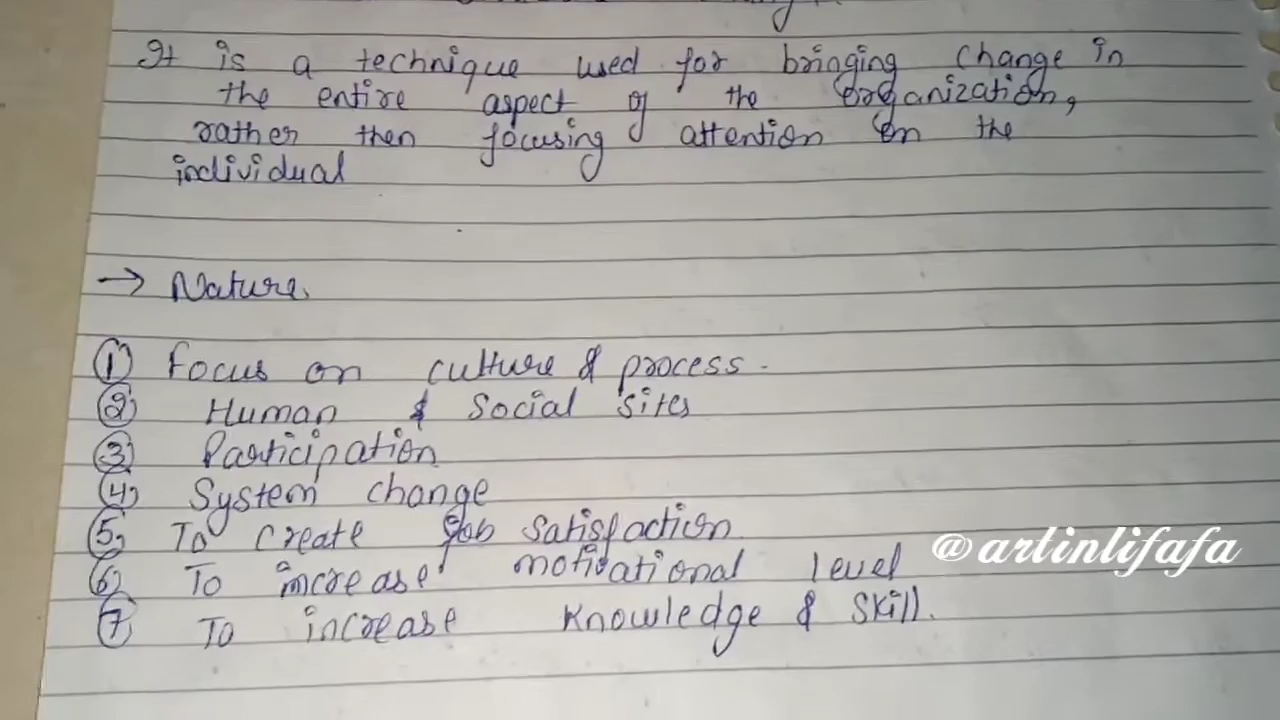 It is a technique used for bringing change in
the entire aspect of the organization,
rather then focusing attention on the
individual
→ Nature.
① Focus on culture & process.
② Human & Social sites
③ Participation
④ System change
⑤ To create Job satisfaction
⑥ To increase motivational level
⑦ To increase Knowledge & Skill.
@artinlifafa